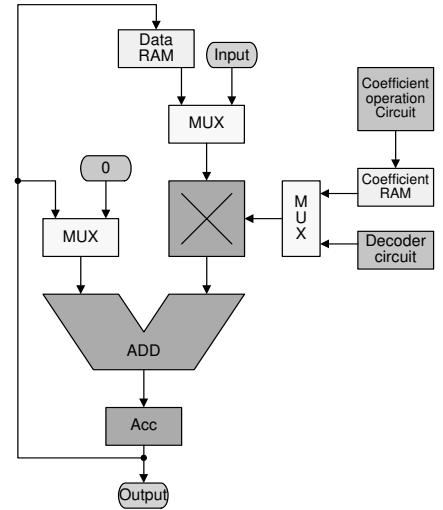 Data
RAM
Input
MUX
Coefficient
operation
Circuit
0
Coefficient
RAM
M
U
X
MUX
Decoder
circuit
ADD
Acc
Output